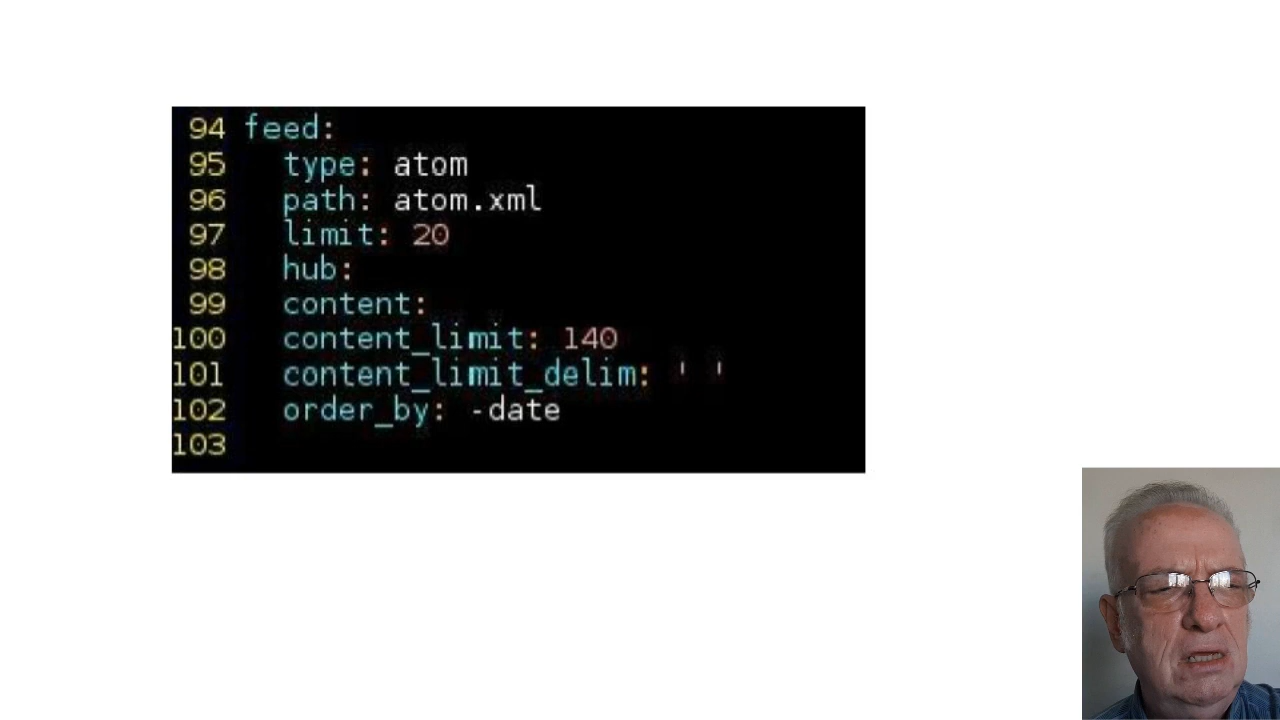 94 feed:
95   type: atom
96   path: atom.xml
97   limit: 20
98   hub:
99   content:
100   content_limit: 140
101   content_limit_delim: ' '
102   order_by: -date
103